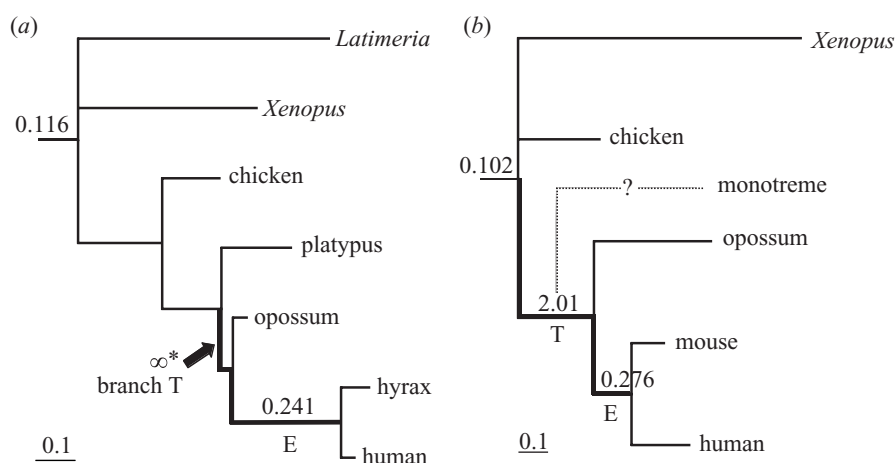 (a)
Latimeria
Xenopus
0.116
chicken
platypus
opossum
∞*
branch T
hyrax
0.241
E
human
0.1
(b)
Xenopus
chicken
0.102
?
monotreme
opossum
2.01
T
mouse
0.276
E
human
0.1